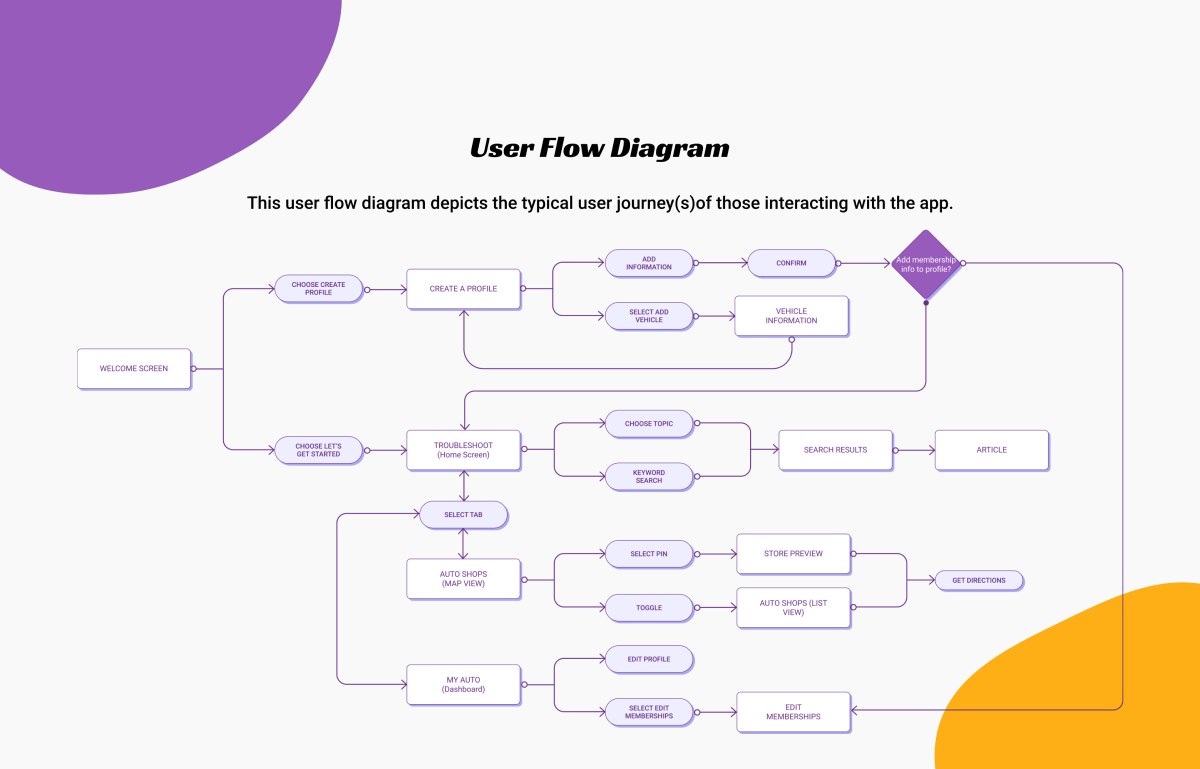 User Flow Diagram
This user flow diagram depicts the typical user journey(s)of those interacting with the app.
ADD
INFORMATION
CONFIRM
Add membership
info to profile?
CHOOSE CREATE
PROFILE
CREATE A PROFILE
SELECT ADD
VEHICLE
VEHICLE
INFORMATION
WELCOME SCREEN
CHOOSE LET'S
GET STARTED
TROUBLESHOOT
(Home Screen)
CHOOSE TOPIC
KEYWORD
SEARCH
SEARCH RESULTS
ARTICLE
SELECT TAB
AUTO SHOPS
(MAP VIEW)
SELECT PIN
STORE PREVIEW
TOGGLE
AUTO SHOPS (LIST
VIEW)
GET DIRECTIONS
MY AUTO
(Dashboard)
EDIT PROFILE
SELECT EDIT
MEMBERSHIPS
EDIT
MEMBERSHIPS